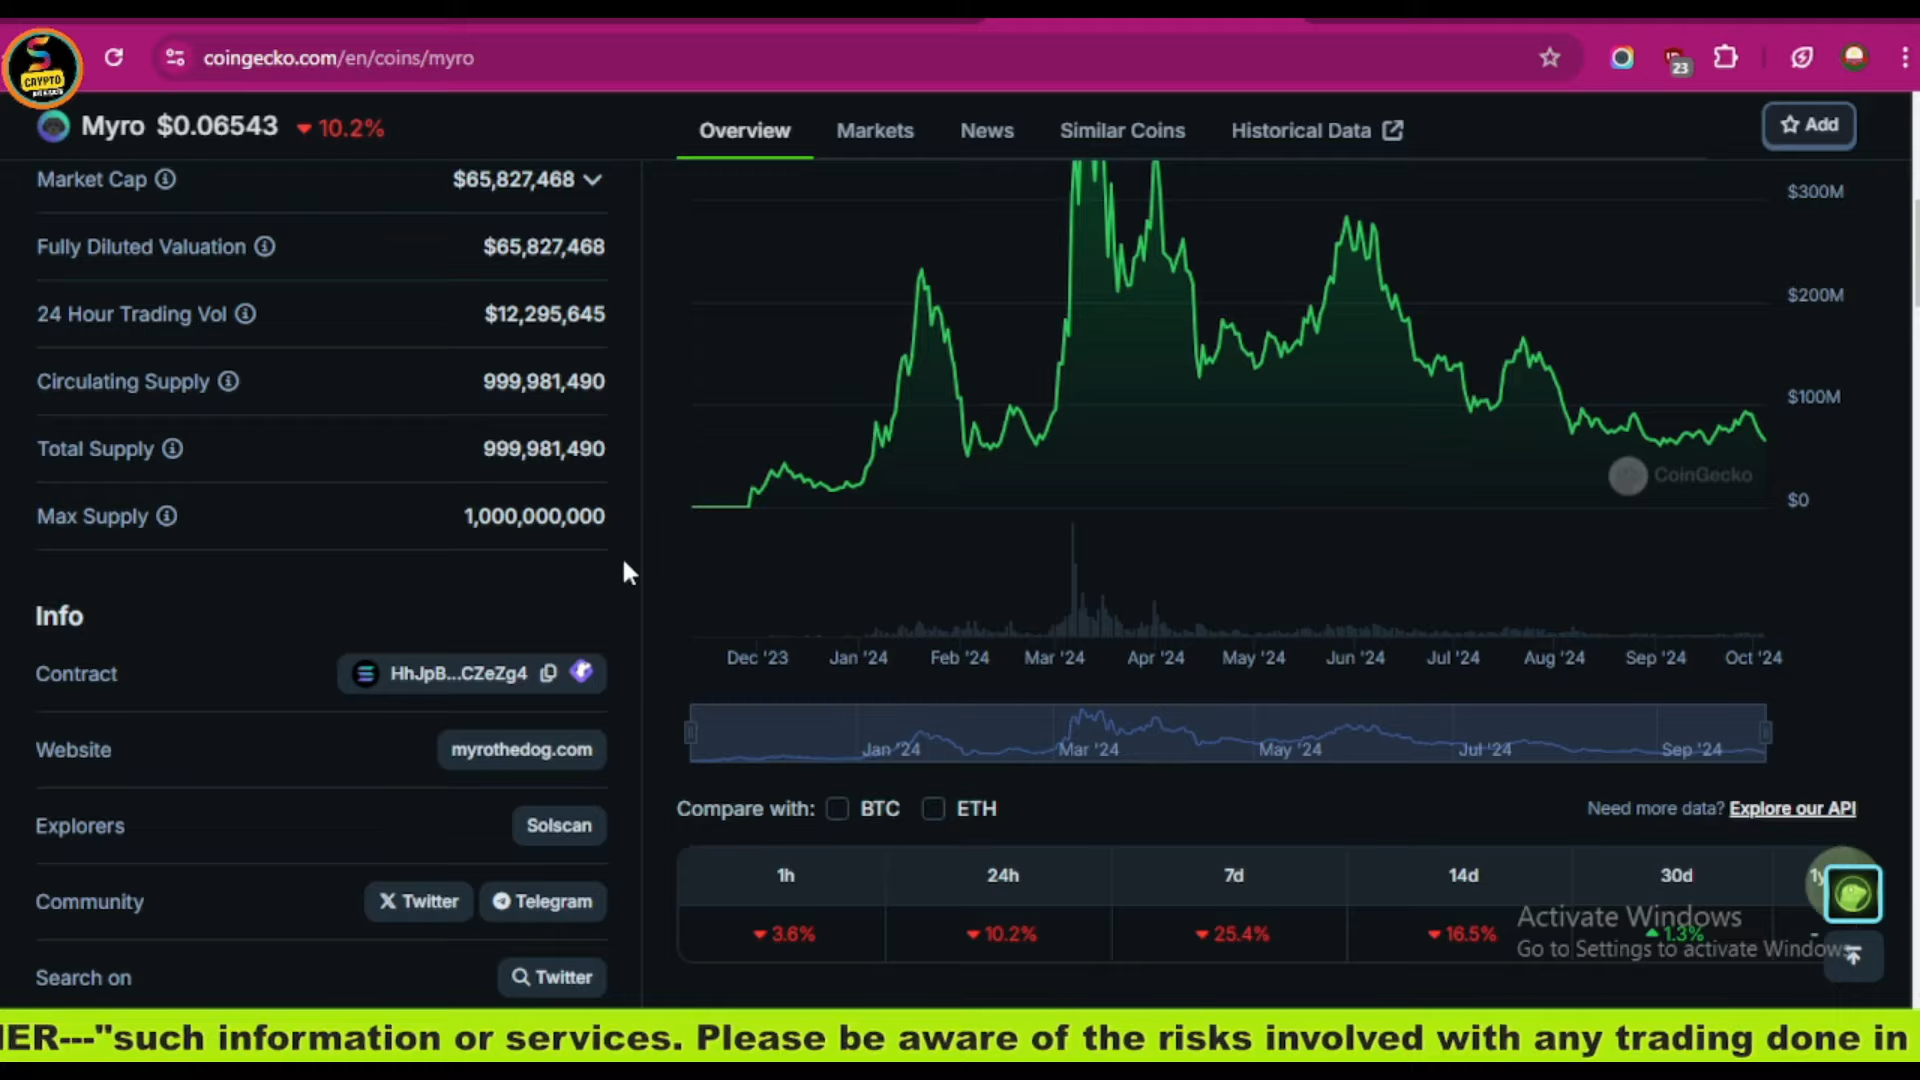 S
CRYPTO
coingecko.com/en/coins/myro
23
Myro $0.06543 10.2%
Overview Markets News Similar Coins Historical Data
Add
Market Cap $65,827,468
Fully Diluted Valuation $65,827,468
24 Hour Trading Vol $12,295,645
Circulating Supply 999,981,490
Total Supply 999,981,490
Max Supply 1,000,000,000
Info
Contract HhJpB...CZeZg4
Website myrothedog.com
Explorers Solscan
Community X Twitter Telegram
Search on Twitter
$300M
$200M
$100M
$0
CoinGecko
Dec '23 Jan '24 Feb '24 Mar '24 Apr '24 May '24 Jun '24 Jul '24 Aug '24 Sep '24 Oct '24
Jan '24 Mar '24 May '24 Jul '24 Sep '24
Compare with: BTC ETH
Need more data? Explore our API
1h 24h 7d 14d 30d
3.6% 10.2% 25.4% 16.5% 1.3%
Activate Windows
Go to Settings to activate Windows
IER---"such information or services. Please be aware of the risks involved with any trading done in